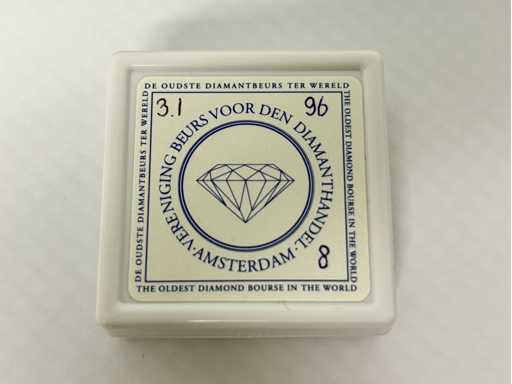 DE OUDSTE DIAMANTBEURS TER WERELD
DE OUDSTE DIAMANTBEURS TER WERELD
THE OLDEST DIAMOND BOURSE IN THE WORLD
3.1
96
VERENIGING BEURS VOOR DEN DIAMANTHANDEL
· AMSTERDAM ·
8
THE OLDEST DIAMOND BOURSE IN THE WORLD